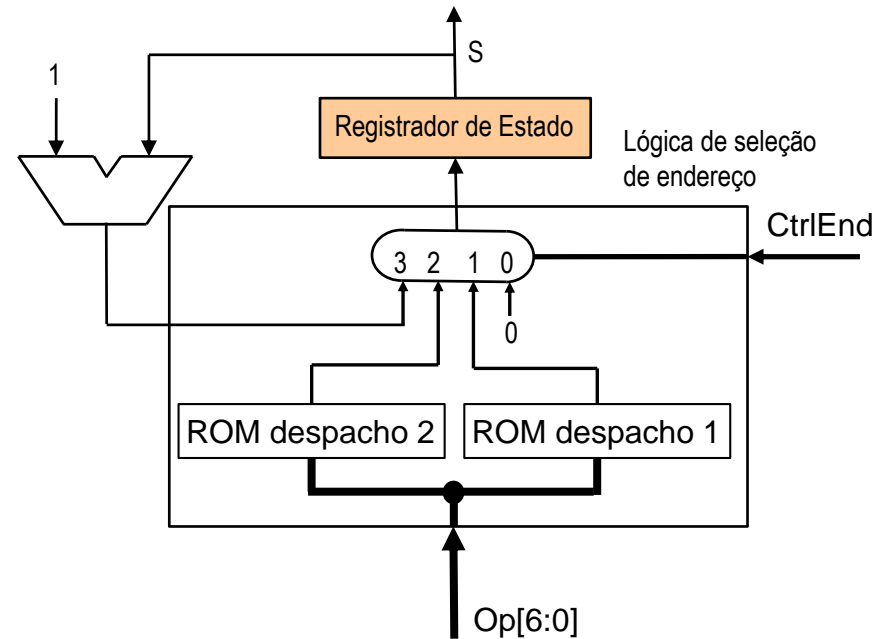 S
1
Registrador de Estado
Lógica de seleção
de endereço
CtrlEnd
3 2 1 0
0
ROM despacho 2
ROM despacho 1
Op[6:0]